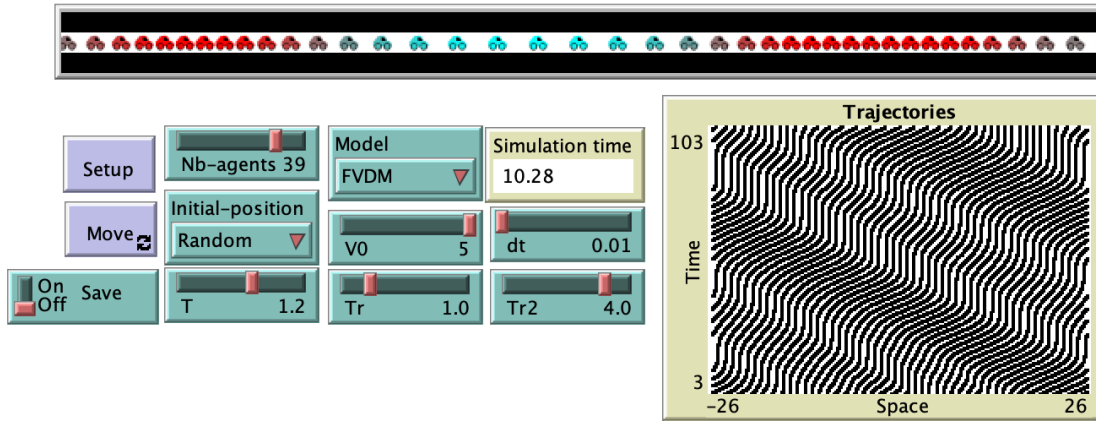 Setup
Move
On
Off
Save
Nb-agents 39
Initial-position
Random
T 1.2
Model
FVDM
V0 5
Tr 1.0
Simulation time
10.28
dt 0.01
Tr2 4.0
Trajectories
103
Time
3
-26 Space 26